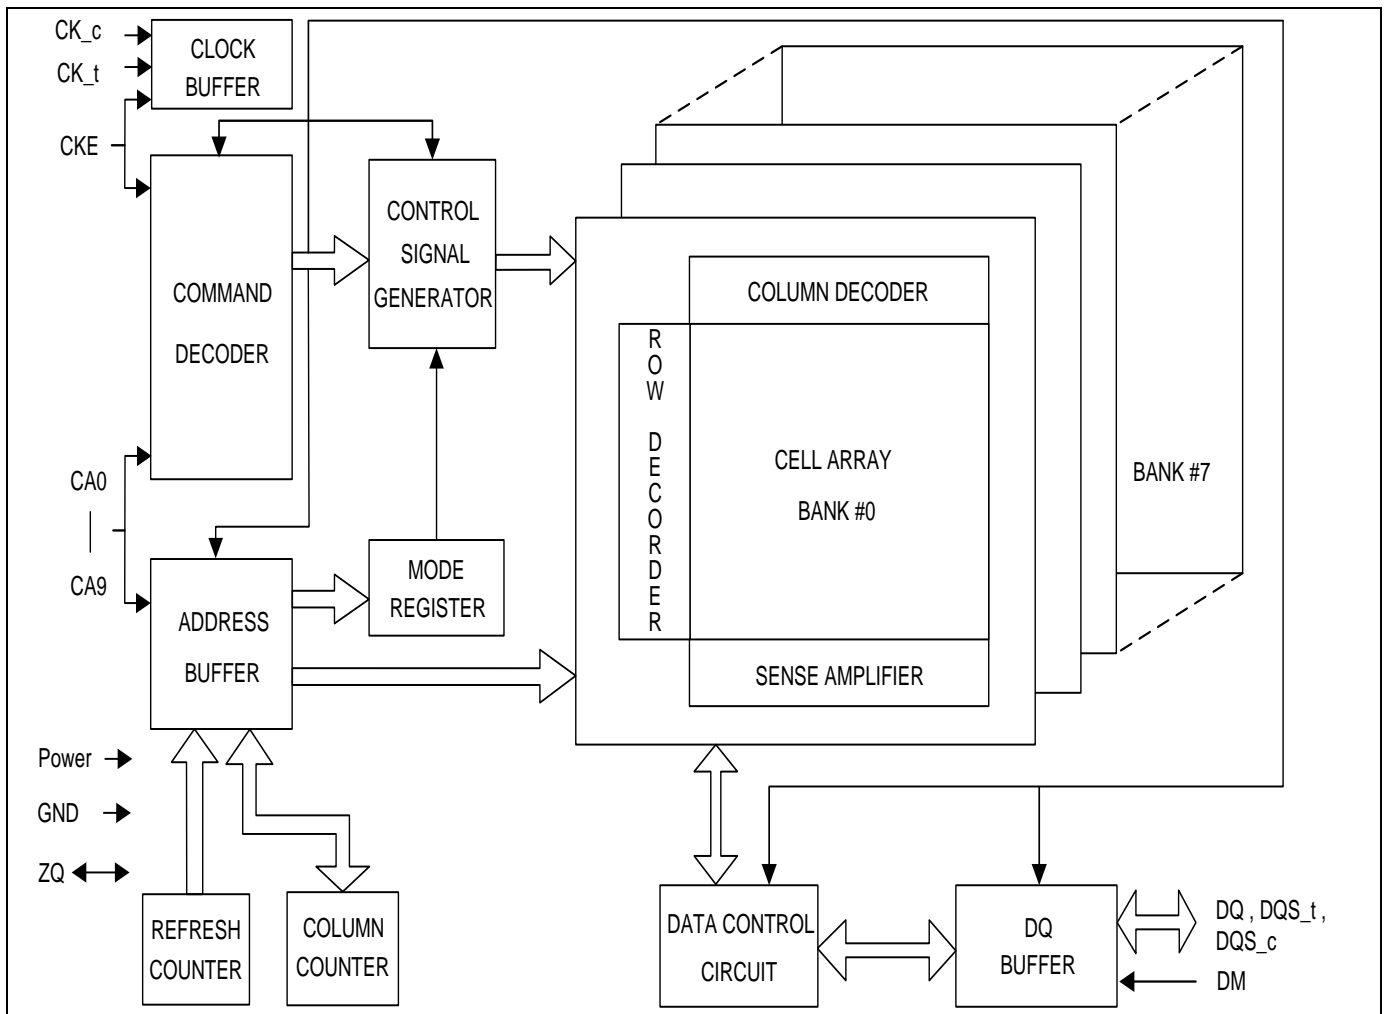 CK_c
CK_t
CKE
CLOCK
BUFFER
COMMAND
DECODER
CONTROL
SIGNAL
GENERATOR
COLUMN DECODER
ROW DECORDER
CELL ARRAY
BANK #0
SENSE AMPLIFIER
BANK #7
CA0
CA9
ADDRESS
BUFFER
MODE
REGISTER
Power
GND
ZQ
REFRESH
COUNTER
COLUMN
COUNTER
DATA CONTROL
CIRCUIT
DQ
BUFFER
DQ , DQS_t ,
DQS_c
DM